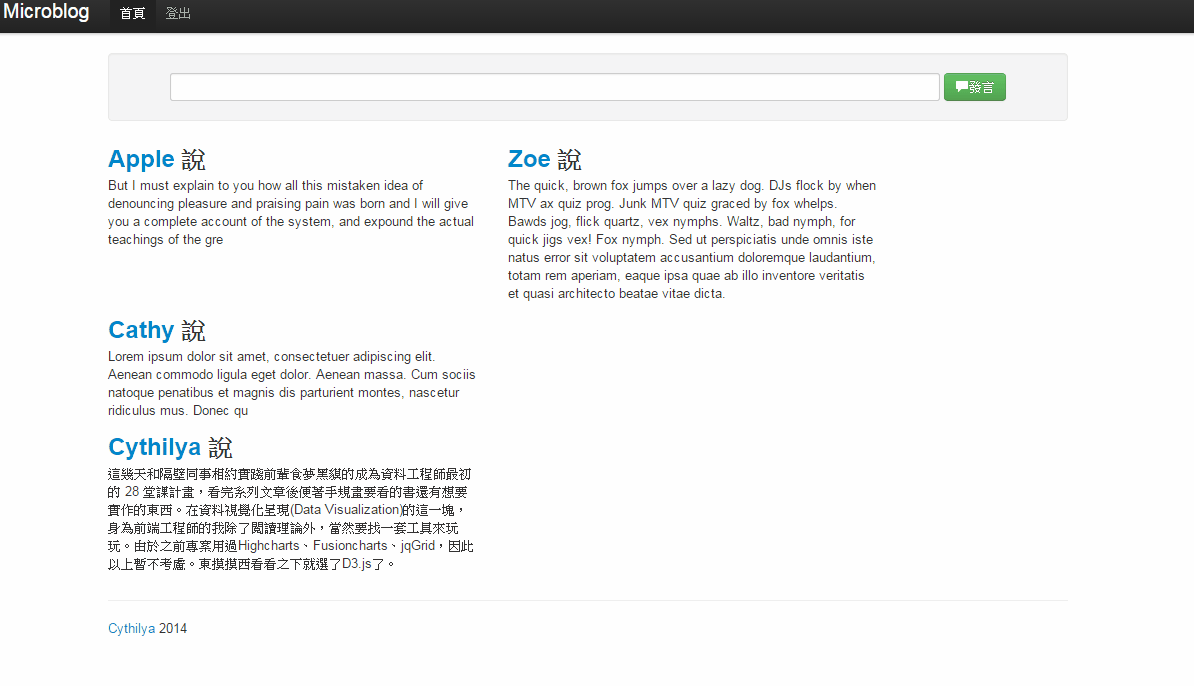 Microblog 首頁 登出
發言
Apple 說
But I must explain to you how all this mistaken idea of
denouncing pleasure and praising pain was born and I will give
you a complete account of the system, and expound the actual
teachings of the gre
Zoe 說
The quick, brown fox jumps over a lazy dog. DJs flock by when
MTV ax quiz prog. Junk MTV quiz graced by fox whelps.
Bawds jog, flick quartz, vex nymphs. Waltz, bad nymph, for
quick jigs vex! Fox nymph. Sed ut perspiciatis unde omnis iste
natus error sit voluptatem accusantium doloremque laudantium,
totam rem aperiam, eaque ipsa quae ab illo inventore veritatis
et quasi architecto beatae vitae dicta.
Cathy 說
Lorem ipsum dolor sit amet, consectetuer adipiscing elit.
Aenean commodo ligula eget dolor. Aenean massa. Cum sociis
natoque penatibus et magnis dis parturient montes, nascetur
ridiculus mus. Donec qu
Cythilya 說
這幾天和隔壁同事相約實踐前輩食夢黑貘的成為資料工程師最初
的 28 堂課計畫，看完系列文章後便著手規畫要看的書還有想要
實作的東西。在資料視覺化呈現(Data Visualization)的這一塊，
身為前端工程師的我除了閱讀理論外，當然要找一套工具來玩
玩。由於之前專案用過Highcharts、Fusioncharts、jqGrid，因此
以上暫不考慮。東摸摸西看看之下就選了D3.js了。
Cythilya 2014